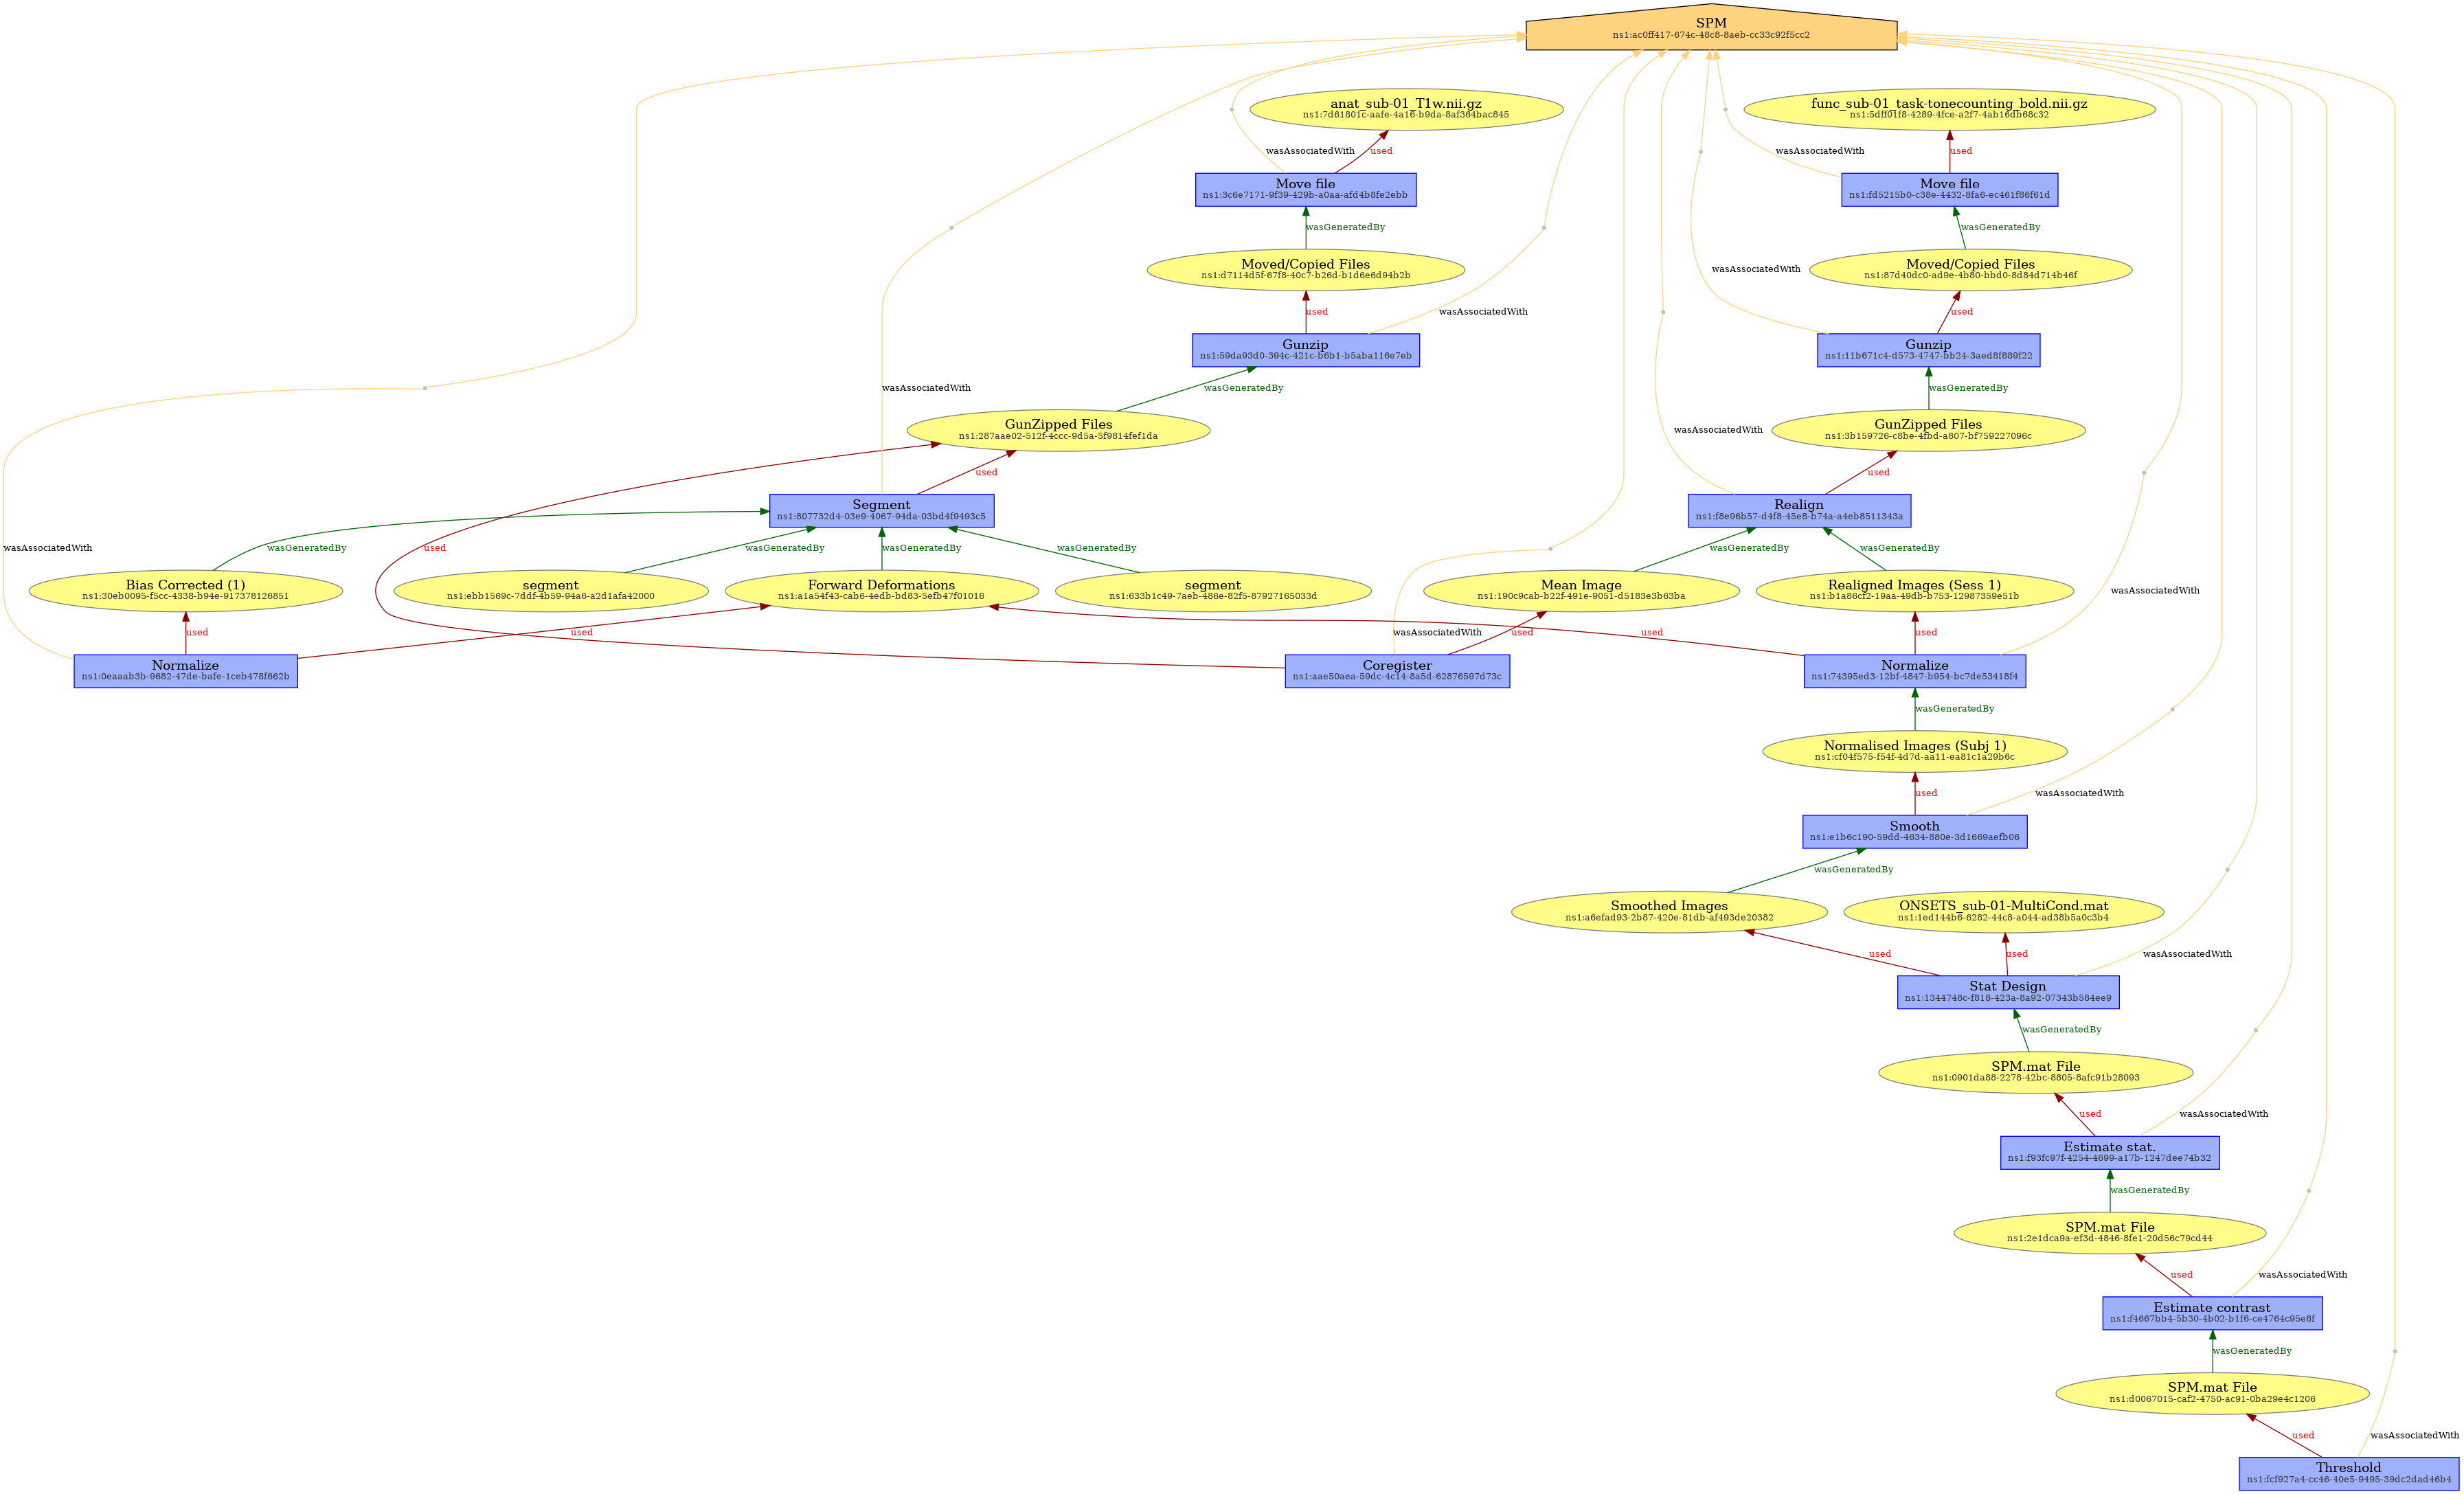 SPM
ns1:ac0ff417-674c-48c8-8aeb-cc33c92f5cc2
anat_sub-01_T1w.nii.gz
ns1:7d61801c-aafe-4a16-b9da-8af364bac845
func_sub-01_task-tonecounting_bold.nii.gz
ns1:5dff01f8-4289-4fce-a2f7-4ab16db68c32
wasAssociatedWith
used
wasAssociatedWith
used
Move file
ns1:3c6e7171-9f39-429b-a0aa-afd4b8fe2ebb
Move file
ns1:fd5215b0-c38e-4432-8fa6-ec461f86f61d
wasGeneratedBy
wasGeneratedBy
Moved/Copied Files
ns1:d7114d5f-67f8-40c7-b26d-b1d6e6d94b2b
wasAssociatedWith
Moved/Copied Files
ns1:87d40dc0-ad9e-4b80-bbd0-8d84d714b46f
used
wasAssociatedWith
used
Gunzip
ns1:59da93d0-394c-421c-b6b1-b5aba116e7eb
Gunzip
ns1:11b671c4-d573-4747-bb24-3aed8f889f22
wasAssociatedWith
wasGeneratedBy
wasGeneratedBy
GunZipped Files
ns1:287aae02-512f-4ccc-9d5a-5f9814fef1da
wasAssociatedWith
GunZipped Files
ns1:3b159726-c8be-4fbd-a807-bf759227096c
used
used
Segment
ns1:807732d4-03e9-4067-94da-03bd4f9493c5
Realign
ns1:f8e96b57-d4f8-45e8-b74a-a4eb8511343a
wasAssociatedWith
wasGeneratedBy
used
wasGeneratedBy
wasGeneratedBy
wasGeneratedBy
wasGeneratedBy
wasGeneratedBy
Bias Corrected (1)
ns1:30eb0095-f5cc-4338-b94e-917378126851
segment
ns1:ebb1569c-7ddf-4b59-94a6-a2d1afa42000
Forward Deformations
ns1:a1a54f43-cab6-4edb-bd83-5efb47f01016
segment
ns1:633b1c49-7aeb-486e-82f5-87927165033d
Mean Image
ns1:190c9cab-b22f-491e-9051-d5183e3b63ba
Realigned Images (Sess 1)
ns1:b1a86cf2-19aa-49db-b753-12987359e51b
wasAssociatedWith
used
used
wasAssociatedWith
used
used
used
Normalize
ns1:0eaaab3b-9682-47de-bafe-1ceb478f662b
Coregister
ns1:aae50aea-59dc-4c14-8a5d-62876597d73c
Normalize
ns1:74395ed3-12bf-4847-b954-bc7de53418f4
wasGeneratedBy
Normalised Images (Subj 1)
ns1:cf04f575-f54f-4d7d-aa11-ea81c1a29b6c
used
wasAssociatedWith
Smooth
ns1:e1b6c190-59dd-4634-880e-3d1669aefb06
wasGeneratedBy
Smoothed Images
ns1:a6efad93-2b87-420e-81db-af493de20382
ONSETS_sub-01-MultiCond.mat
ns1:1ed144b6-6282-44c8-a044-ad38b5a0c3b4
used
used
wasAssociatedWith
Stat Design
ns1:1344748c-f818-423a-8a92-07343b584ee9
wasGeneratedBy
SPM.mat File
ns1:0901da88-2278-42bc-8805-8afc91b28093
used
wasAssociatedWith
Estimate stat.
ns1:f93fc97f-4254-4699-a17b-1247dee74b32
wasGeneratedBy
SPM.mat File
ns1:2e1dca9a-ef3d-4846-8fe1-20d56c79cd44
used
wasAssociatedWith
Estimate contrast
ns1:f4667bb4-5b30-4b02-b1f6-ce4764c95e8f
wasGeneratedBy
SPM.mat File
ns1:d0067015-caf2-4750-ac91-0ba29e4c1206
used
wasAssociatedWith
Threshold
ns1:fcf927a4-cc46-40e5-9495-39dc2dad46b4